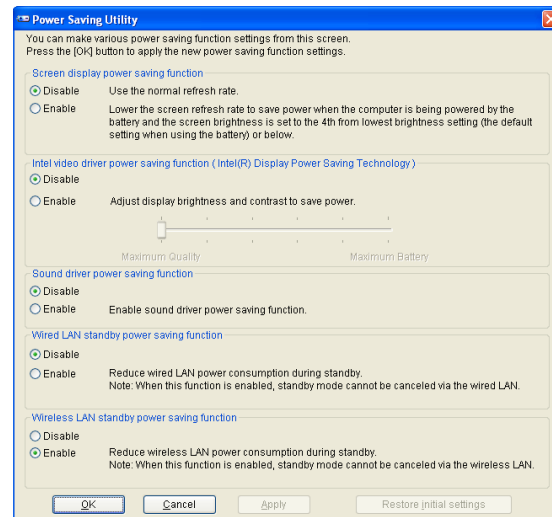 Power Saving Utility
You can make various power saving function settings from this screen.
Press the [OK] button to apply the new power saving function settings.
Screen display power saving function
Disable Use the normal refresh rate.
Enable Lower the screen refresh rate to save power when the computer is being powered by the
battery and the screen brightness is set to the 4th from lowest brightness setting (the default
setting when using the battery) or below.
Intel video driver power saving function ( Intel(R) Display Power Saving Technology )
Disable
Enable Adjust display brightness and contrast to save power.
Maximum Quality Maximum Battery
Sound driver power saving function
Disable
Enable Enable sound driver power saving function.
Wired LAN standby power saving function
Disable
Enable Reduce wired LAN power consumption during standby.
Note: When this function is enabled, standby mode cannot be canceled via the wired LAN.
Wireless LAN standby power saving function
Disable
Enable Reduce wireless LAN power consumption during standby.
Note: When this function is enabled, standby mode cannot be canceled via the wireless LAN.
OK Cancel Apply Restore initial settings